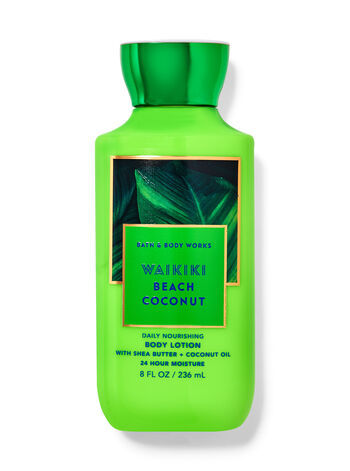 BATH & BODY WORKS
WAIKIKI
BEACH
COCONUT
DAILY NOURISHING
BODY LOTION
WITH SHEA BUTTER + COCONUT OIL
24 HOUR MOISTURE
8 FL OZ / 236 mL